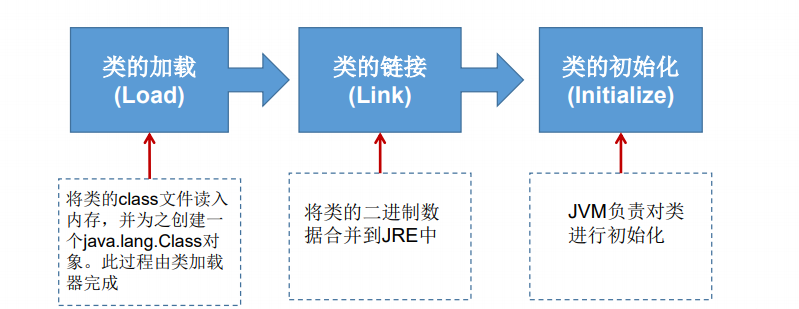 类的加载
(Load)
类的链接
(Link)
类的初始化
(Initialize)
将类的class文件读入
内存，并为之创建一
个java.lang.Class对
象。此过程由类加载
器完成
将类的二进制数
据合并到JRE中
JVM负责对类
进行初始化